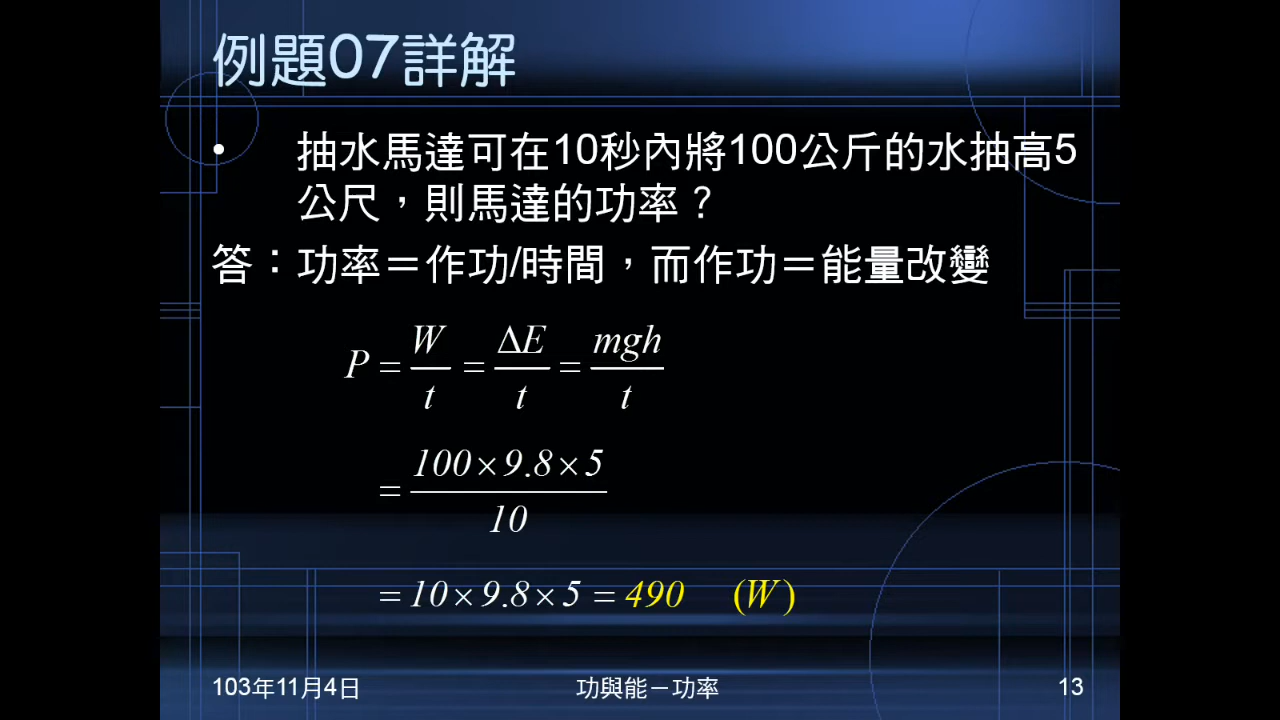 例題07詳解
• 抽水馬達可在10秒內將100公斤的水抽高5
公尺，則馬達的功率？
答：功率＝作功/時間，而作功＝能量改變
P = W/t = ΔE/t = mgh/t
= 100×9.8×5/10
= 10×9.8×5 = 490 (W)
103年11月4日 功與能－功率 13